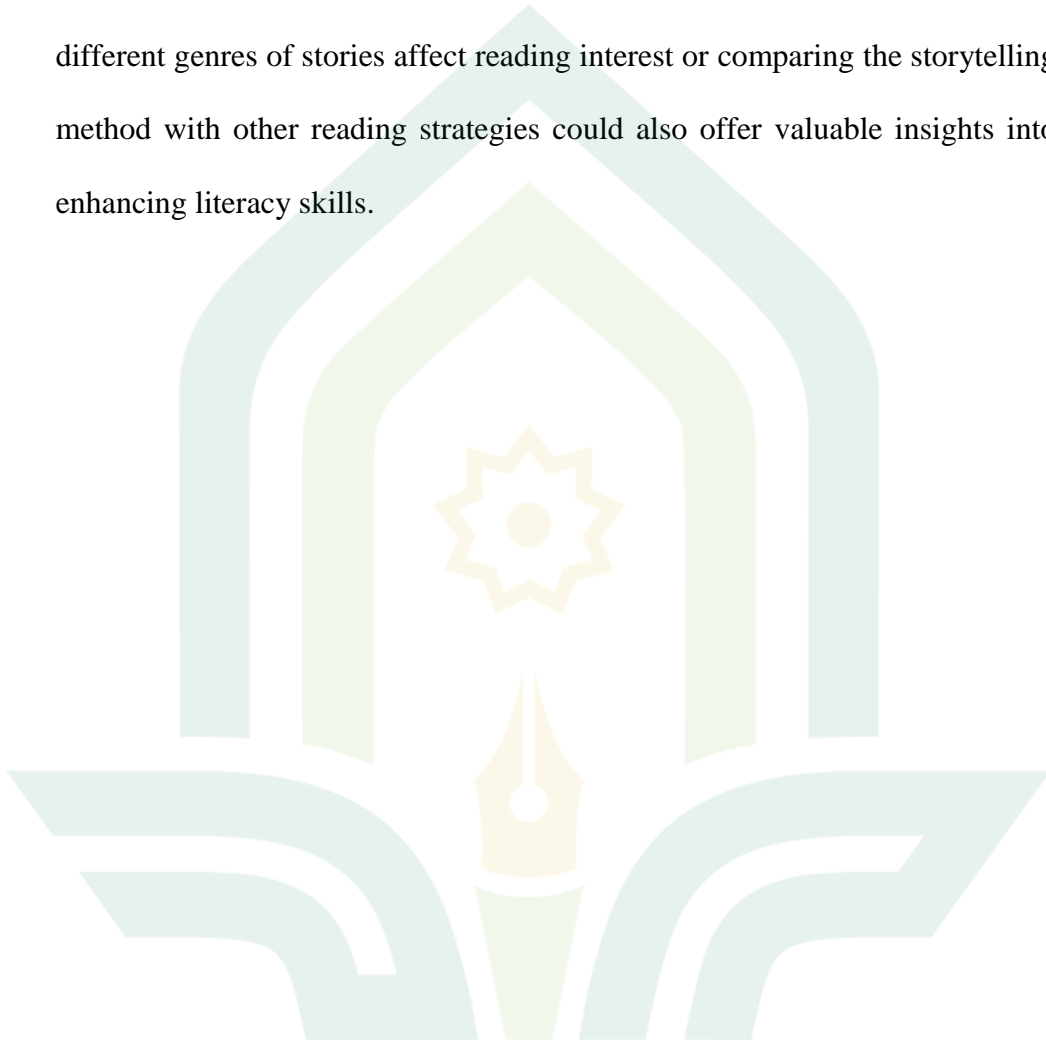 different genres of stories affect reading interest or comparing the storytelling
method with other reading strategies could also offer valuable insights into
enhancing literacy skills.